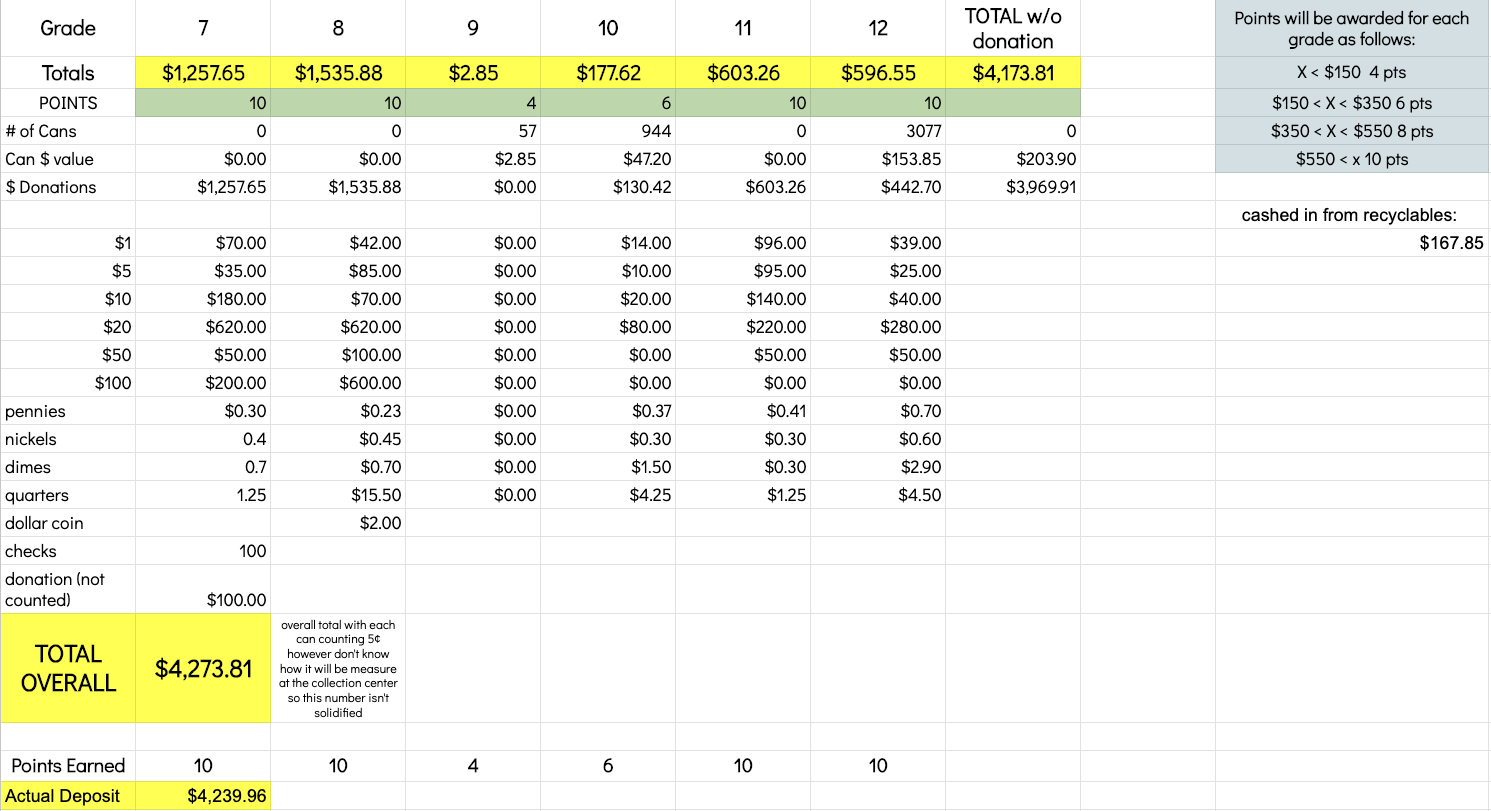 Grade 7 8 9 10 11 12 TOTAL w/o donation Points will be awarded for each grade as follows:
Totals $1,257.65 $1,535.88 $2.85 $177.62 $603.26 $596.55 $4,173.81 X < $150 4 pts
POINTS 10 10 4 6 10 10 $150 < X < $350 6 pts
# of Cans 0 0 57 944 0 3077 0 $350 < X < $550 8 pts
Can $ value $0.00 $0.00 $2.85 $47.20 $0.00 $153.85 $203.90 $550 < x 10 pts
$ Donations $1,257.65 $1,535.88 $0.00 $130.42 $603.26 $442.70 $3,969.91
cashed in from recyclables:
$1 $70.00 $42.00 $0.00 $14.00 $96.00 $39.00 $167.85
$5 $35.00 $85.00 $0.00 $10.00 $95.00 $25.00
$10 $180.00 $70.00 $0.00 $20.00 $140.00 $40.00
$20 $620.00 $620.00 $0.00 $80.00 $220.00 $280.00
$50 $50.00 $100.00 $0.00 $0.00 $50.00 $50.00
$100 $200.00 $600.00 $0.00 $0.00 $0.00 $0.00
pennies $0.30 $0.23 $0.00 $0.37 $0.41 $0.70
nickels 0.4 $0.45 $0.00 $0.30 $0.30 $0.60
dimes 0.7 $0.70 $0.00 $1.50 $0.30 $2.90
quarters 1.25 $15.50 $0.00 $4.25 $1.25 $4.50
dollar coin $2.00
checks 100
donation (not
counted) $100.00
TOTAL
OVERALL
$4,273.81
overall total with each
can counting 5¢
however don't know
how it will be measure
at the collection center
so this number isn't
solidified
Points Earned 10 10 4 6 10 10
Actual Deposit $4,239.96